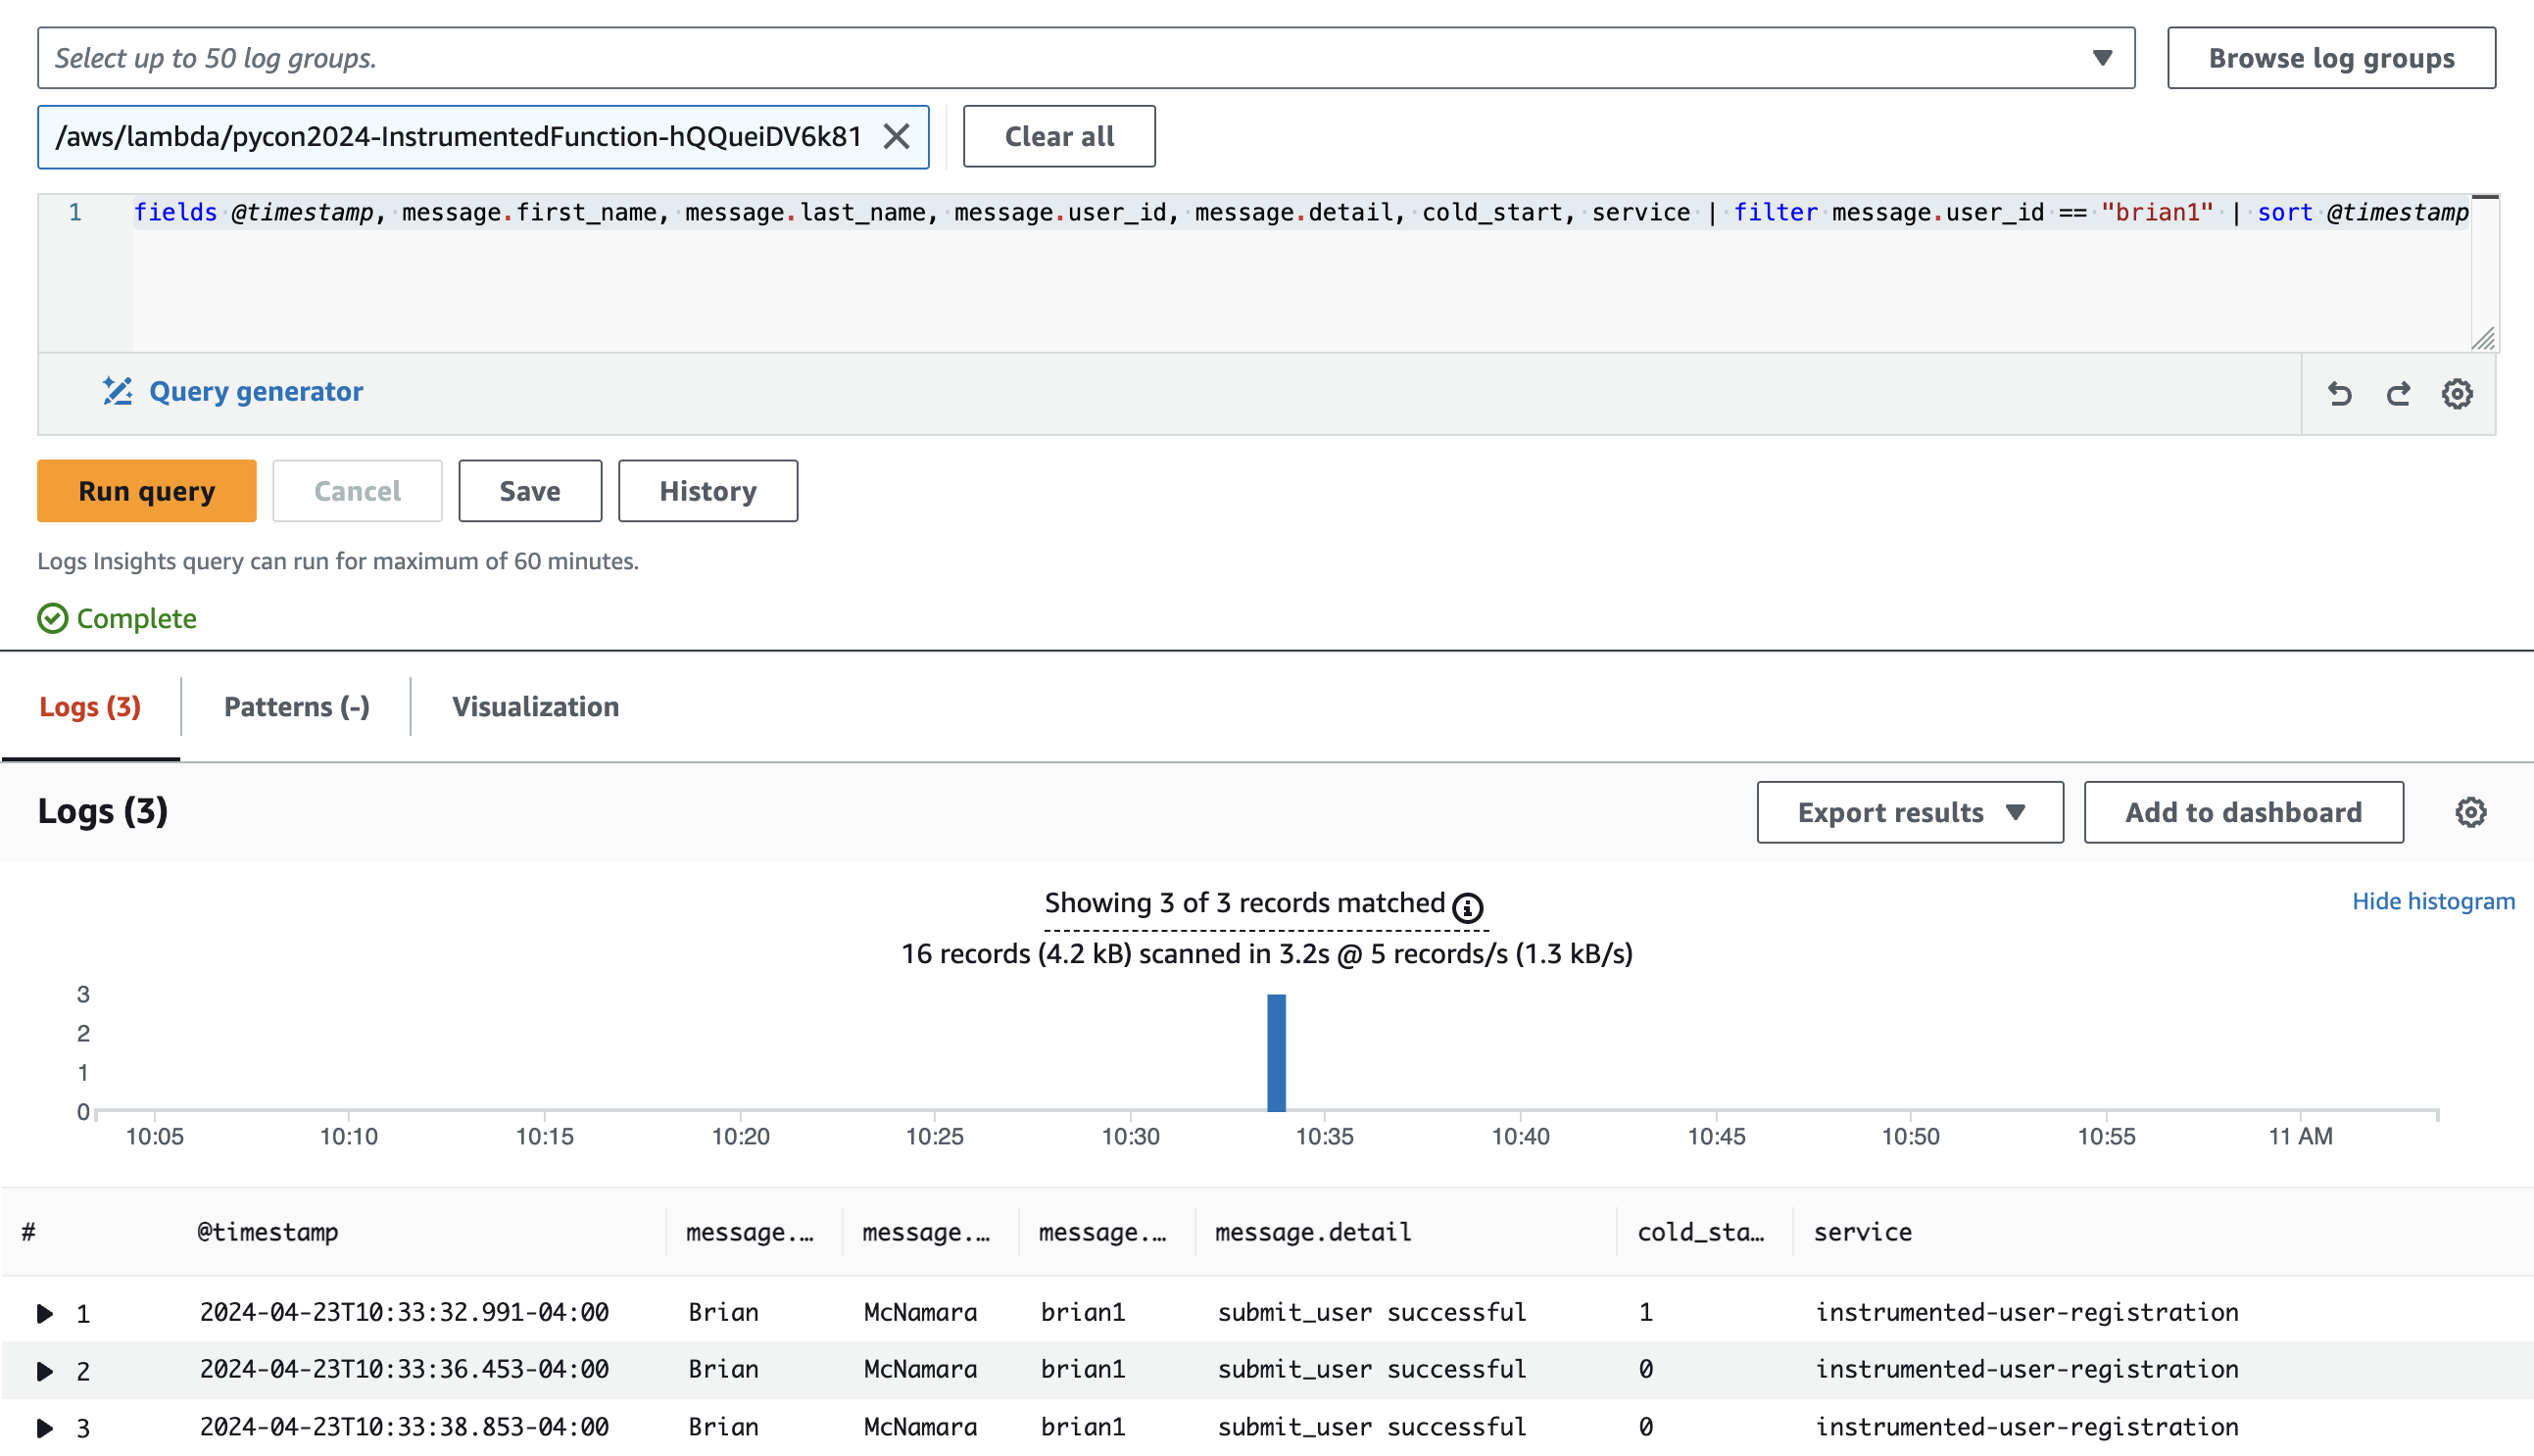 Select up to 50 log groups.
Browse log groups
/aws/lambda/pycon2024-InstrumentedFunction-hQQueiDV6k81
Clear all
1 fields @timestamp, message.first_name, message.last_name, message.user_id, message.detail, cold_start, service | filter message.user_id == "brian1" | sort @timestamp
Query generator
Run query Cancel Save History
Logs Insights query can run for maximum of 60 minutes.
Complete
Logs (3) Patterns (-) Visualization
Logs (3)
Export results
Add to dashboard
Showing 3 of 3 records matched
Hide histogram
16 records (4.2 kB) scanned in 3.2s @ 5 records/s (1.3 kB/s)
3
2
1
0
10:05 10:10 10:15 10:20 10:25 10:30 10:35 10:40 10:45 10:50 10:55 11 AM
# @timestamp message.… message.… message.… message.detail cold_sta… service
1 2024-04-23T10:33:32.991-04:00 Brian McNamara brian1 submit_user successful 1 instrumented-user-registration
2 2024-04-23T10:33:36.453-04:00 Brian McNamara brian1 submit_user successful 0 instrumented-user-registration
3 2024-04-23T10:33:38.853-04:00 Brian McNamara brian1 submit_user successful 0 instrumented-user-registration